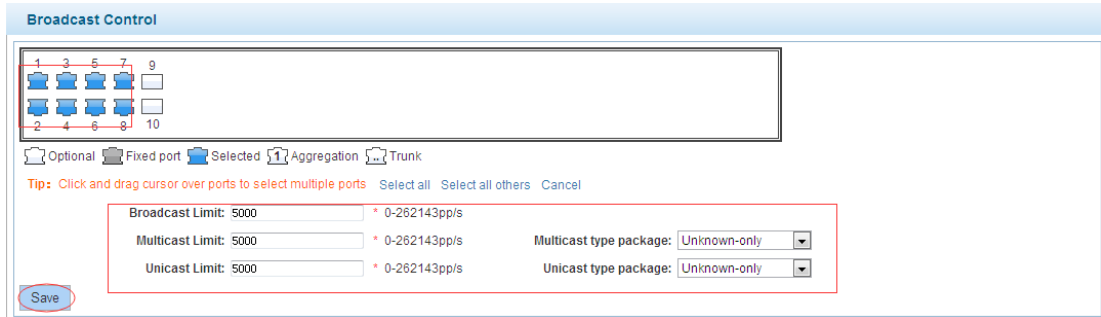 Broadcast Control
1 3 5 7 9
2 4 6 8 10
Optional Fixed port Selected 1 Aggregation .. Trunk
Tip: Click and drag cursor over ports to select multiple ports Select all Select all others Cancel
Broadcast Limit: 5000 * 0-262143pp/s
Multicast Limit: 5000 * 0-262143pp/s Multicast type package: Unknown-only
Unicast Limit: 5000 * 0-262143pp/s Unicast type package: Unknown-only
Save